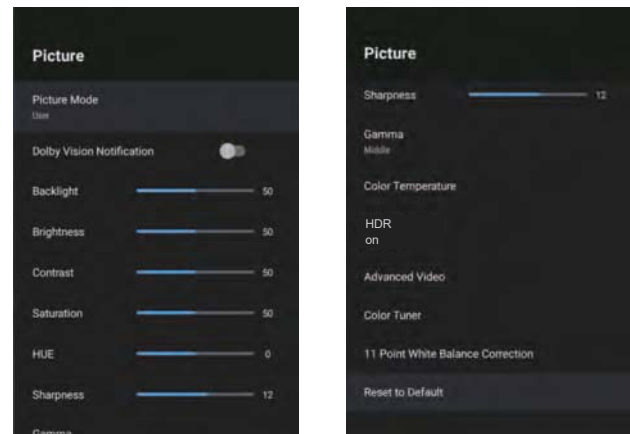 Picture
Picture Mode
User
Dolby Vision Notification
Backlight 50
Brightness 50
Contrast 50
Saturation 50
HUE 0
Sharpness 12
Gamma
Picture
Sharpness 12
Gamma
Middle
Color Temperature
HDR
on
Advanced Video
Color Tuner
11 Point White Balance Correction
Reset to Default